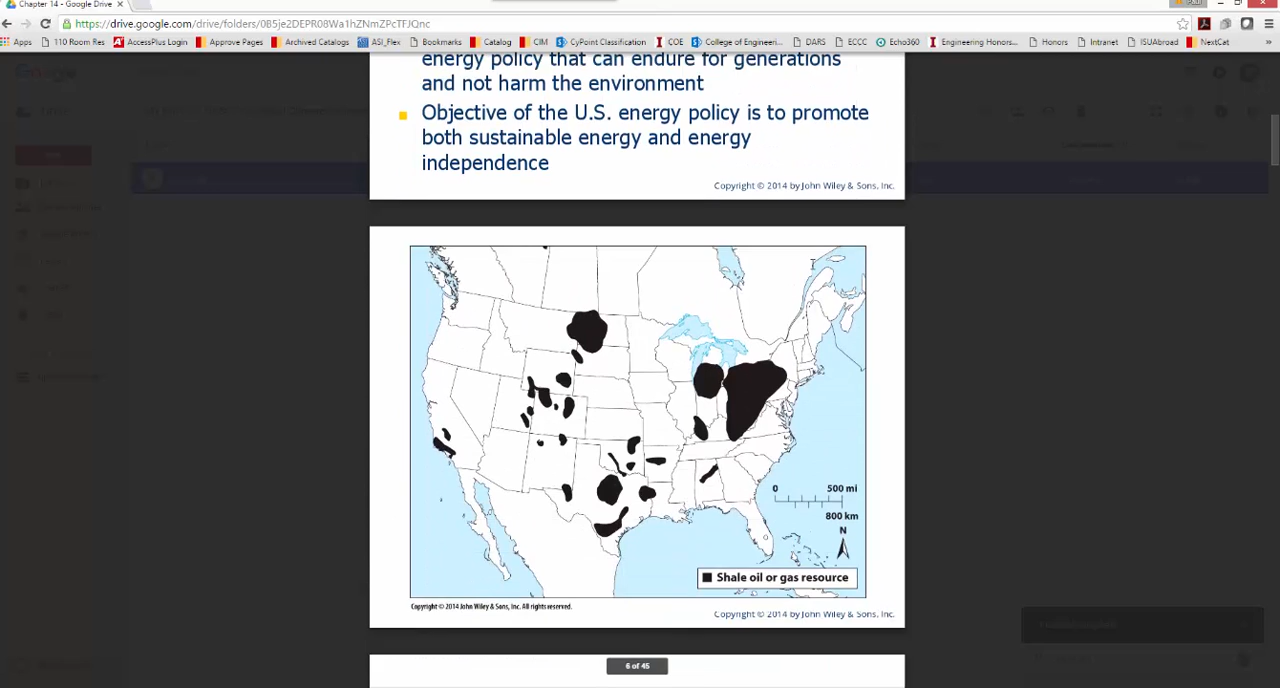 Chapter 14 - Google Drive
https://drive.google.com/drive/folders/0B5je2DEPR08Wa1hZNmZPcTFJQnc
Apps 110 Room Res AccessPlus Login Approve Pages Archived Catalogs ASI_Flex Bookmarks Catalog CIM CyPoint Classification COE College of Engineeri... DARS ECCC Echo360 Engineering Honors... Honors Intranet ISUAbroad NextCat »
energy policy that can endure for generations
and not harm the environment
Objective of the U.S. energy policy is to promote
both sustainable energy and energy
independence
Copyright © 2014 by John Wiley & Sons, Inc.
0 500 mi
800 km
N
Shale oil or gas resource
Copyright © 2014 John Wiley & Sons, Inc. All rights reserved.
Copyright © 2014 by John Wiley & Sons, Inc.
6 of 45